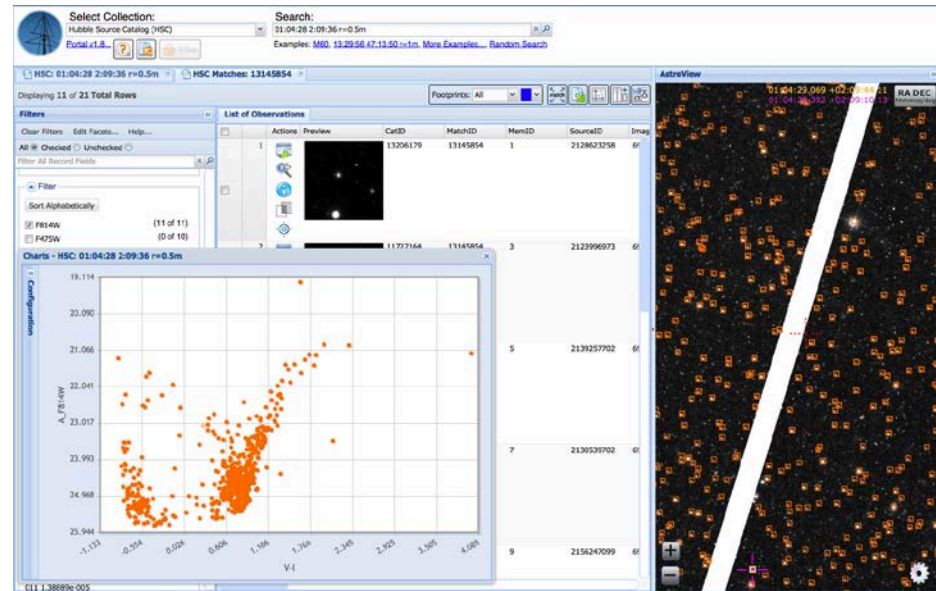 Select Collection:
Search:
Hubble Source Catalog (HSC)
01:04:28 2:09:36 r=0.5m
Portal v1.8...
Examples: M80, 13:29:56 47:13:50 r=1m, More Examples..., Random Search
HSC: 01:04:28 2:09:36 r=0.5m
HSC Matches: 13145854
AstroView
Displaying 11 of 21 Total Rows
Footprints: All
RA DEC
Filters
List of Observations
Clear Filters Edit Facets... Help...
Actions Preview CatID MatchID MemID SourceID Imag
All Checked Unchecked
Filter All Record Fields
1 13206179 13145854 1 2128623258
Filter
Sort Alphabetically
F814W (11 of 11)
F475W (0 of 10)
2 11727164 13145854 3 2123996973
Charts - HSC: 01:04:28 2:09:36 r=0.5m
Configuration
19.114
20.090
21.066
22.041
23.017
23.993
24.968
25.944
A_F814W
-1.133 -0.554 0.026 0.606 1.186 1.766 2.345 2.925 3.505 4.085
V-I
5 2139257702
7 2130539702
9 2156247099
011 1.38889e-005